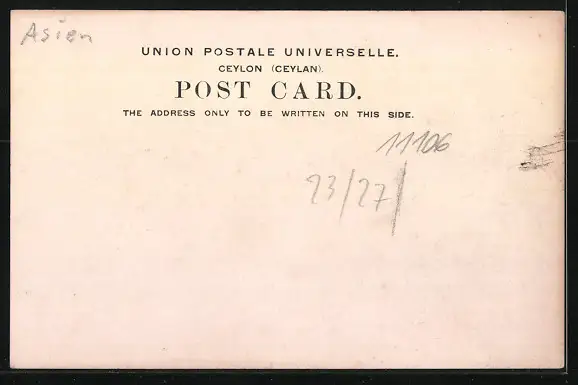 Asien
UNION POSTALE UNIVERSELLE.
CEYLON (CEYLAN).
POST CARD.
THE ADDRESS ONLY TO BE WRITTEN ON THIS SIDE.
11106
23/27/